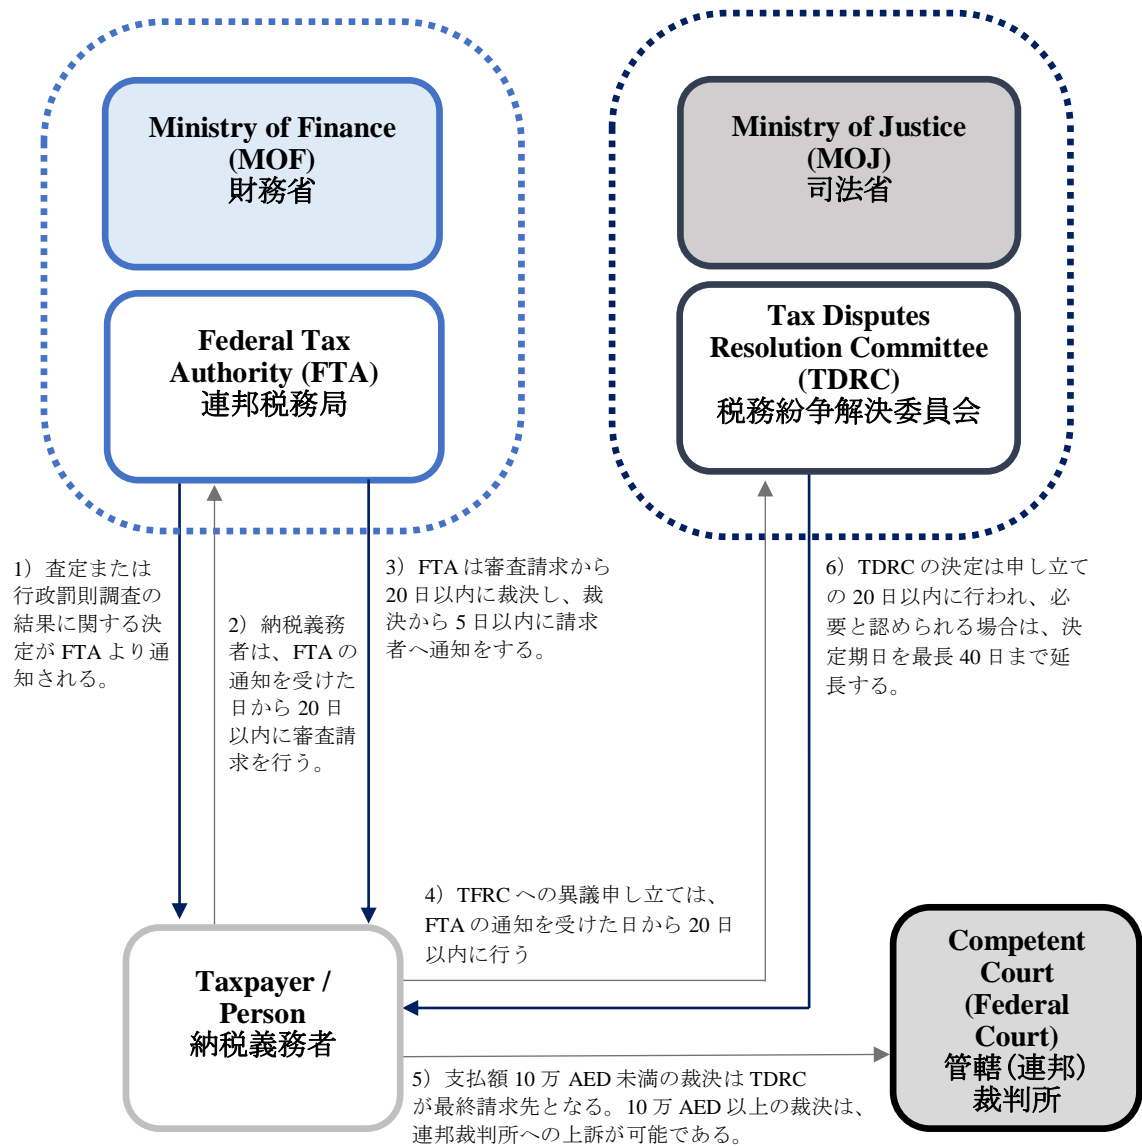 Ministry of Finance
(MOF)
財務省
Ministry of Justice
(MOJ)
司法省
Federal Tax
Authority (FTA)
連邦税務局
Tax Disputes
Resolution Committee
(TDRC)
税務紛争解決委員会
1）査定または
行政罰則調査の
結果に関する決
定が FTA より通
知される。
2）納税義務
者は、FTA の
通知を受けた
日から 20 日
以内に審査請
求を行う。
3）FTA は審査請求から
20 日以内に裁決し、裁
決から 5 日以内に請求
者へ通知をする。
6）TDRC の決定は申し立て
の 20 日以内に行われ、必
要と認められる場合は、決
定期日を最長 40 日まで延
長する。
4）TFRC への異議申し立ては、
FTA の通知を受けた日から 20 日
以内に行う
Taxpayer /
Person
納税義務者
Competent
Court
(Federal
Court)
管轄（連邦）
裁判所
5）支払額 10 万 AED 未満の裁決は TDRC
が最終請求先となる。10 万 AED 以上の裁決は、
連邦裁判所への上訴が可能である。